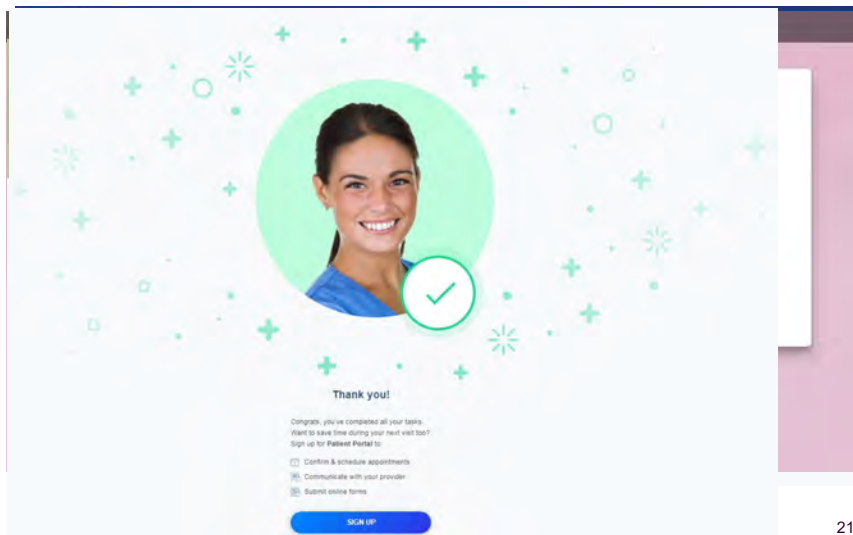 Thank you!
Congrats, you've completed all your tasks.
Want to save time during your next visit too?
Sign up for Patient Portal to:
Confirm & schedule appointments
Communicate with your provider
Submit online forms
SIGN UP
21